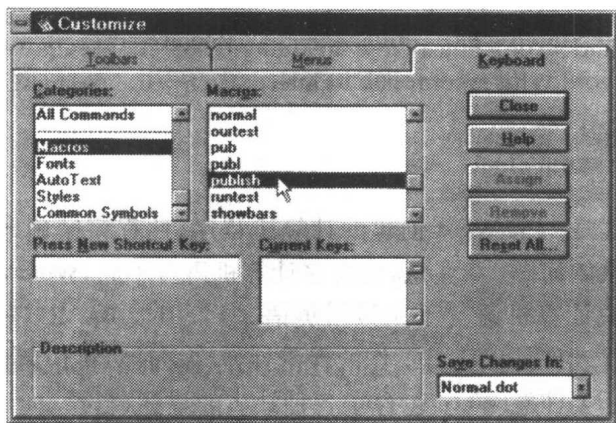 Customize
Toolbars Menus Keyboard
Categories: Macros:
All Commands
Macros
Fonts
AutoText
Styles
Common Symbols
normal
ourtest
pub
publ
publish
runtest
showbars
Close
Help
Assign
Remove
Reset All...
Press New Shortcut Key: Current Keys:
Description
Save Changes In:
Normal.dot